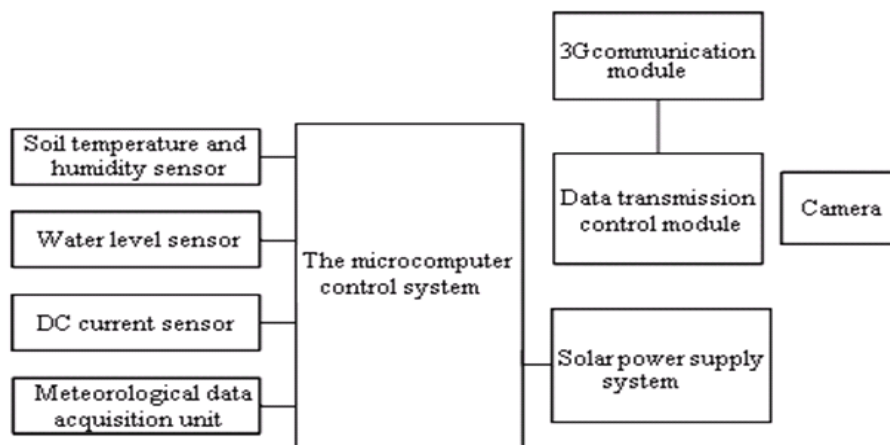 3G communication
module
Soil temperature and
humidity sensor
Water level sensor
DC current sensor
Meteorological data
acquisition unit
The microcomputer
control system
Data transmission
control module
Camera
Solar power supply
system